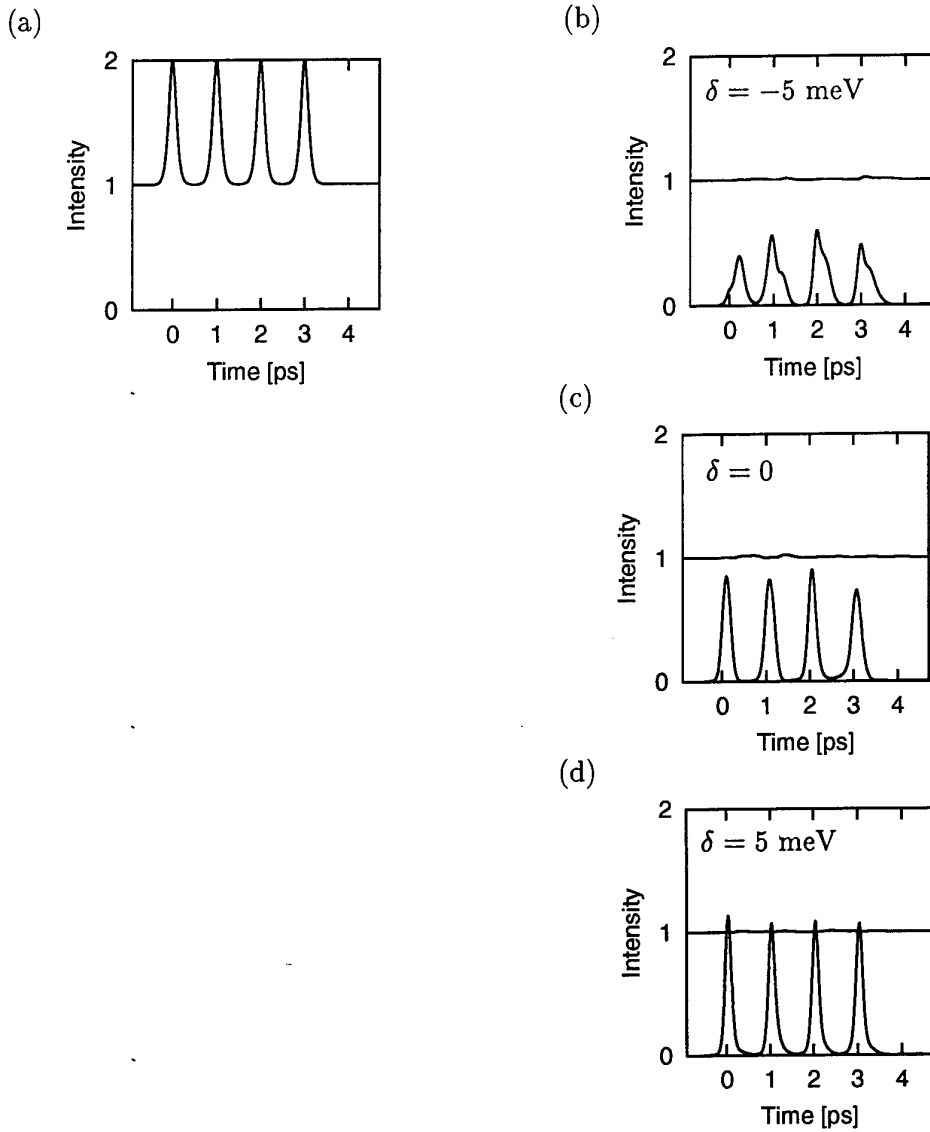 (a)
2
1
0
Intensity
0 1 2 3 4
Time [ps]
(b)
δ = −5 meV
2
1
0
Intensity
0 1 2 3 4
Time [ps]
(c)
δ = 0
2
1
0
Intensity
0 1 2 3 4
Time [ps]
(d)
δ = 5 meV
2
1
0
Intensity
0 1 2 3 4
Time [ps]